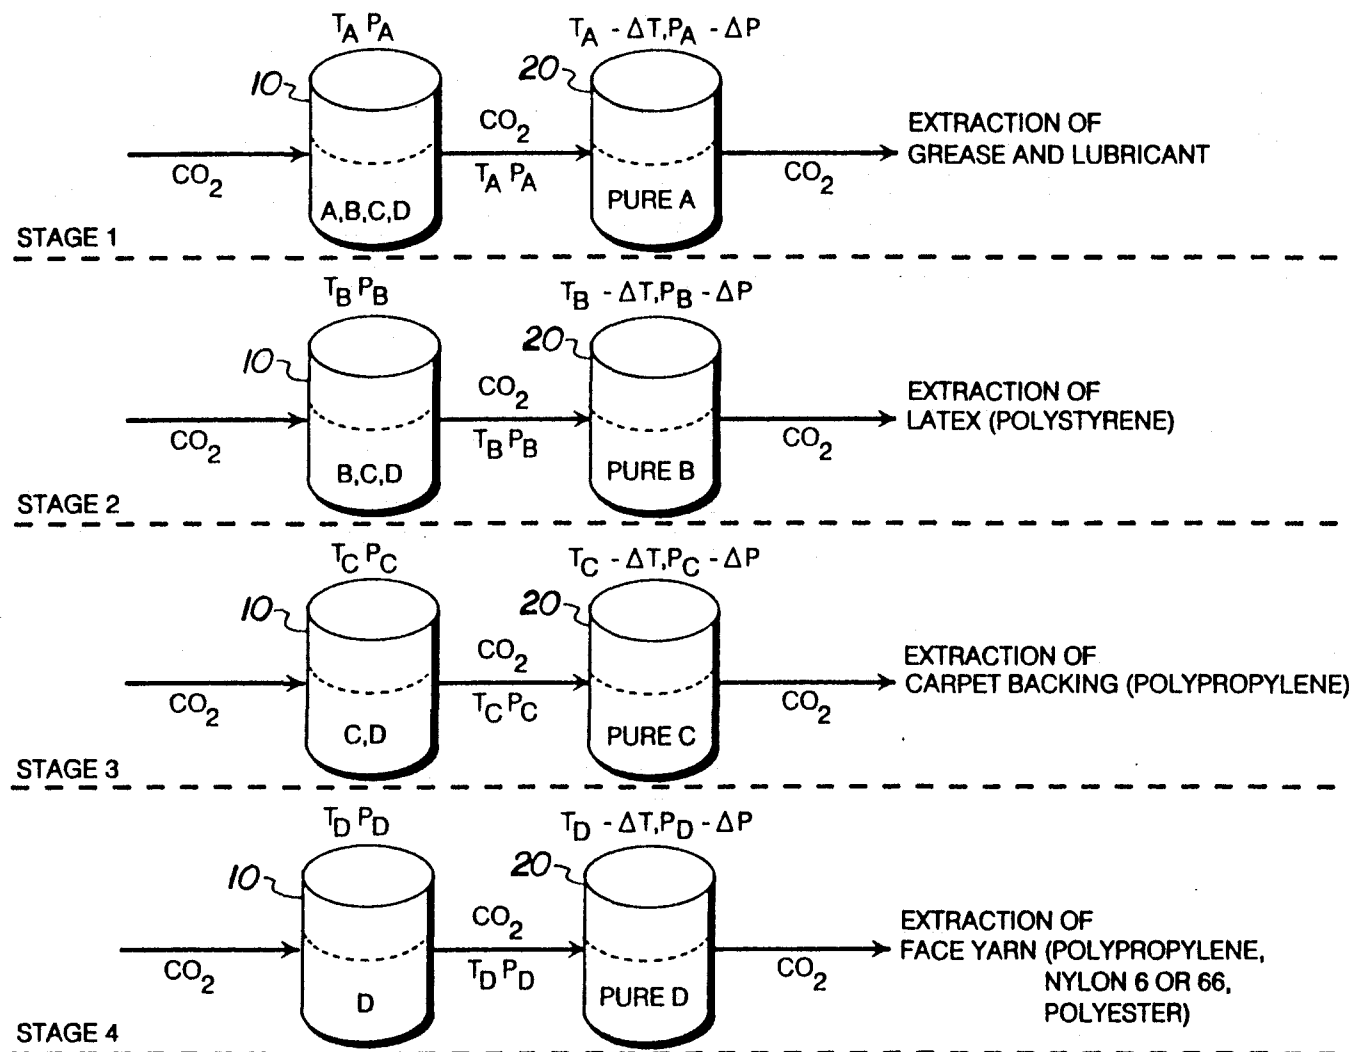 T_A P_A
T_A - ΔT,P_A - ΔP
10
20
CO2
CO2
T_A P_A
CO2
A,B,C,D
PURE A
EXTRACTION OF
GREASE AND LUBRICANT
STAGE 1
T_B P_B
T_B - ΔT,P_B - ΔP
10
20
CO2
CO2
T_B P_B
CO2
B,C,D
PURE B
EXTRACTION OF
LATEX (POLYSTYRENE)
STAGE 2
T_C P_C
T_C - ΔT,P_C - ΔP
10
20
CO2
CO2
T_C P_C
CO2
C,D
PURE C
EXTRACTION OF
CARPET BACKING (POLYPROPYLENE)
STAGE 3
T_D P_D
T_D - ΔT,P_D - ΔP
10
20
CO2
CO2
T_D P_D
CO2
D
PURE D
EXTRACTION OF
FACE YARN (POLYPROPYLENE,
NYLON 6 OR 66,
POLYESTER)
STAGE 4